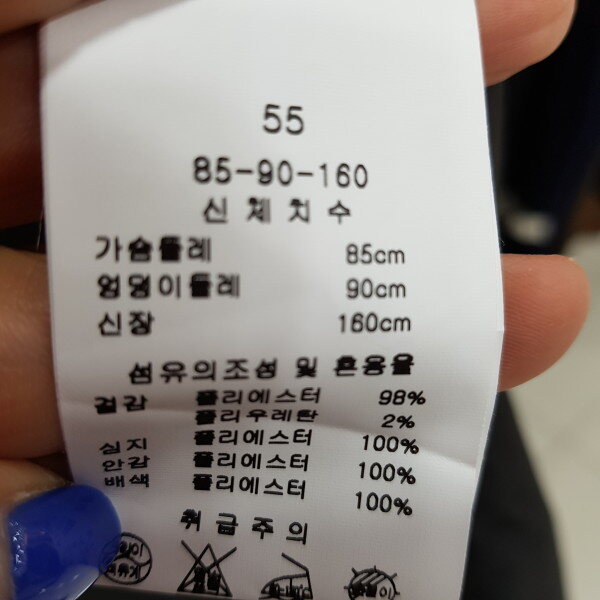 55
85-90-160
신체치수
가슴둘레 85cm
엉덩이둘레 90cm
신장 160cm
섬유의조성 및 혼용율
겉감 폴리에스터 98%
폴리우레탄 2%
심지 폴리에스터 100%
안감 폴리에스터 100%
배색 폴리에스터 100%
취급주의